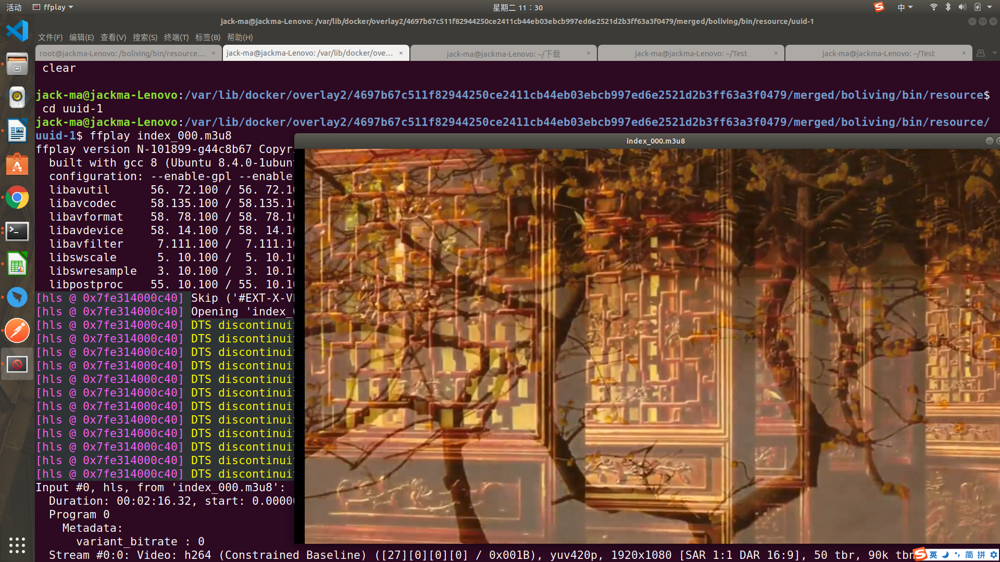 活动 ffplay 星期二 11:30 中
jack-ma@jackma-Lenovo: /var/lib/docker/overlay2/4697b67c511f82944250ce2411cb44eb03ebcb997ed6e2521d2b3ff63a3f0479/merged/boliving/bin/resource/uuid-1
文件(F) 编辑(E) 查看(V) 搜索(S) 终端(T) 标签(B) 帮助(H)
root@jackma-Lenovo: /boliving/bin/resource... × jack-ma@jackma-Lenovo: /var/lib/docker/ove... × jack-ma@jackma-Lenovo: ~/下载 × jack-ma@jackma-Lenovo: ~/Test × jack-ma@jackma-Lenovo: ~/Test ×
clear
jack-ma@jackma-Lenovo:/var/lib/docker/overlay2/4697b67c511f82944250ce2411cb44eb03ebcb997ed6e2521d2b3ff63a3f0479/merged/boliving/bin/resource$
cd uuid-1
jack-ma@jackma-Lenovo:/var/lib/docker/overlay2/4697b67c511f82944250ce2411cb44eb03ebcb997ed6e2521d2b3ff63a3f0479/merged/boliving/bin/resource/
uuid-1$ ffplay index_000.m3u8
index_000.m3u8
ffplay version N-101899-g44c8b67 Copyr
built with gcc 8 (Ubuntu 8.4.0-1ubun
configuration: --enable-gpl --enable
libavutil 56. 72.100 / 56. 72.10
libavcodec 58.135.100 / 58.135.10
libavformat 58. 78.100 / 58. 78.10
libavdevice 58. 14.100 / 58. 14.10
libavfilter 7.111.100 / 7.111.10
libswscale 5. 10.100 / 5. 10.10
libswresample 3. 10.100 / 3. 10.10
libpostproc 55. 10.100 / 55. 10.10
[hls @ 0x7fe314000c40] Skip ('#EXT-X-V
[hls @ 0x7fe314000c40] Opening 'index_
[hls @ 0x7fe314000c40] DTS discontinui
[hls @ 0x7fe314000c40] DTS discontinui
[hls @ 0x7fe314000c40] DTS discontinui
[hls @ 0x7fe314000c40] DTS discontinui
[hls @ 0x7fe314000c40] DTS discontinui
[hls @ 0x7fe314000c40] DTS discontinui
[hls @ 0x7fe314000c40] DTS discontinui
[hls @ 0x7fe314000c40] DTS discontinui
[hls @ 0x7fe314000c40] DTS discontinui
[hls @ 0x7fe314000c40] DTS discontinui
[hls @ 0x7fe314000c40] DTS discontinui
[hls @ 0x7fe314000c40] DTS discontinui
Input #0, hls, from 'index_000.m3u8':
Duration: 00:02:16.32, start: 0.0000
Program 0
Metadata:
variant_bitrate : 0
Stream #0:0: Video: h264 (Constrained Baseline) ([27][0][0][0] / 0x001B), yuv420p, 1920x1080 [SAR 1:1 DAR 16:9], 50 tbr, 90k tbn
英 简 拼